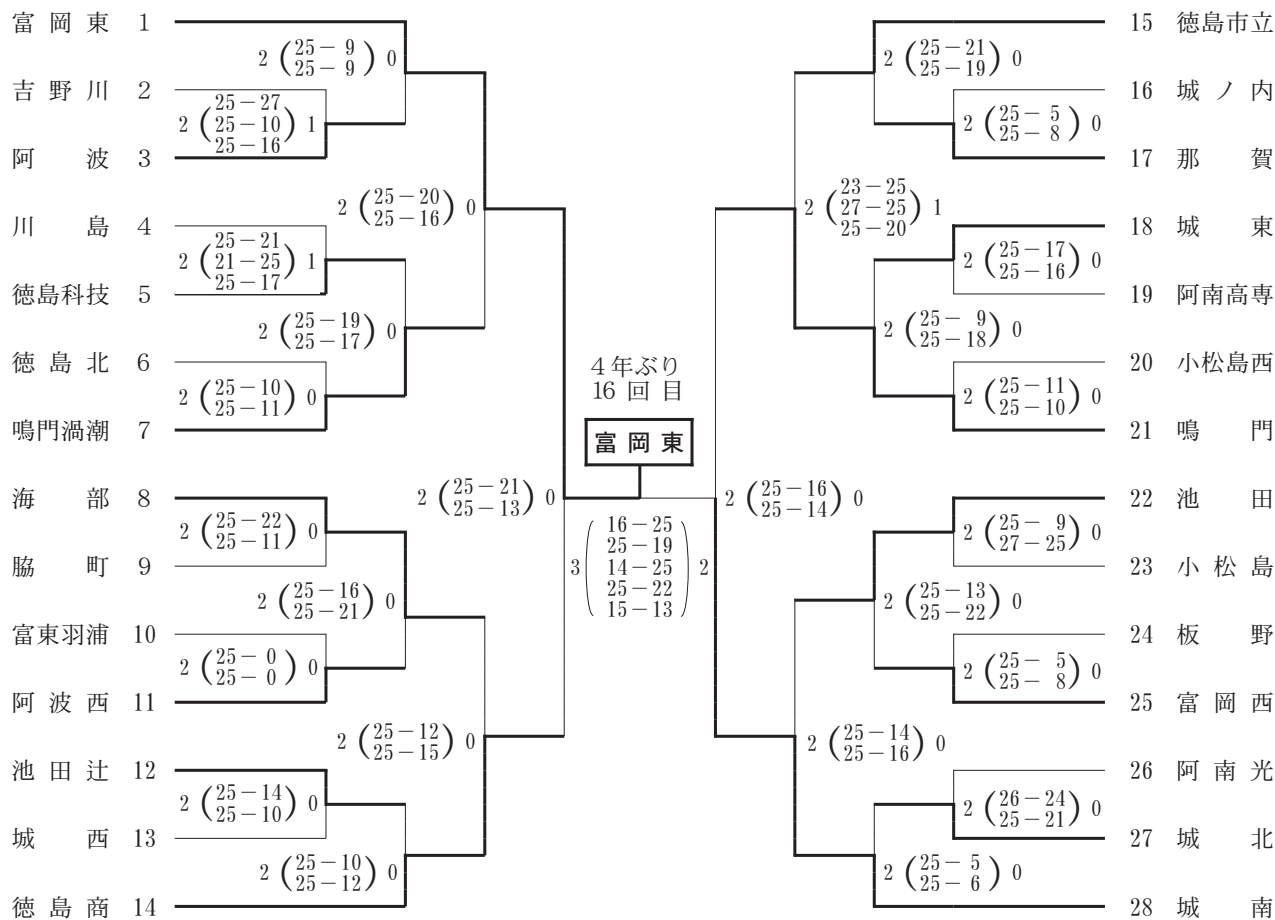 富岡東 1
2 (25－9 25－9) 0
吉野川 2
2 (25－27 25－10 25－16) 1
阿波 3
2 (25－20 25－16) 0
川島 4
2 (25－21 21－25 25－17) 1
徳島科技 5
2 (25－19 25－17) 0
徳島北 6
2 (25－10 25－11) 0
鳴門渦潮 7
2 (25－21 25－13) 0
海部 8
2 (25－22 25－11) 0
脇町 9
2 (25－16 25－21) 0
富東羽浦 10
2 (25－0 25－0) 0
阿波西 11
2 (25－12 25－15) 0
池田辻 12
2 (25－14 25－10) 0
城西 13
2 (25－10 25－12) 0
徳島商 14
4年ぶり
16回目
富岡東
3 (16－25 25－19 14－25 25－22 15－13) 2
15 徳島市立
2 (25－21 25－19) 0
16 城ノ内
2 (25－5 25－8) 0
17 那賀
2 (23－25 27－25 25－20) 1
18 城東
2 (25－17 25－16) 0
19 阿南高専
2 (25－9 25－18) 0
20 小松島西
2 (25－11 25－10) 0
21 鳴門
2 (25－16 25－14) 0
22 池田
2 (25－9 27－25) 0
23 小松島
2 (25－13 25－22) 0
24 板野
2 (25－5 25－8) 0
25 富岡西
2 (25－14 25－16) 0
26 阿南光
2 (26－24 25－21) 0
27 城北
2 (25－5 25－6) 0
28 城南